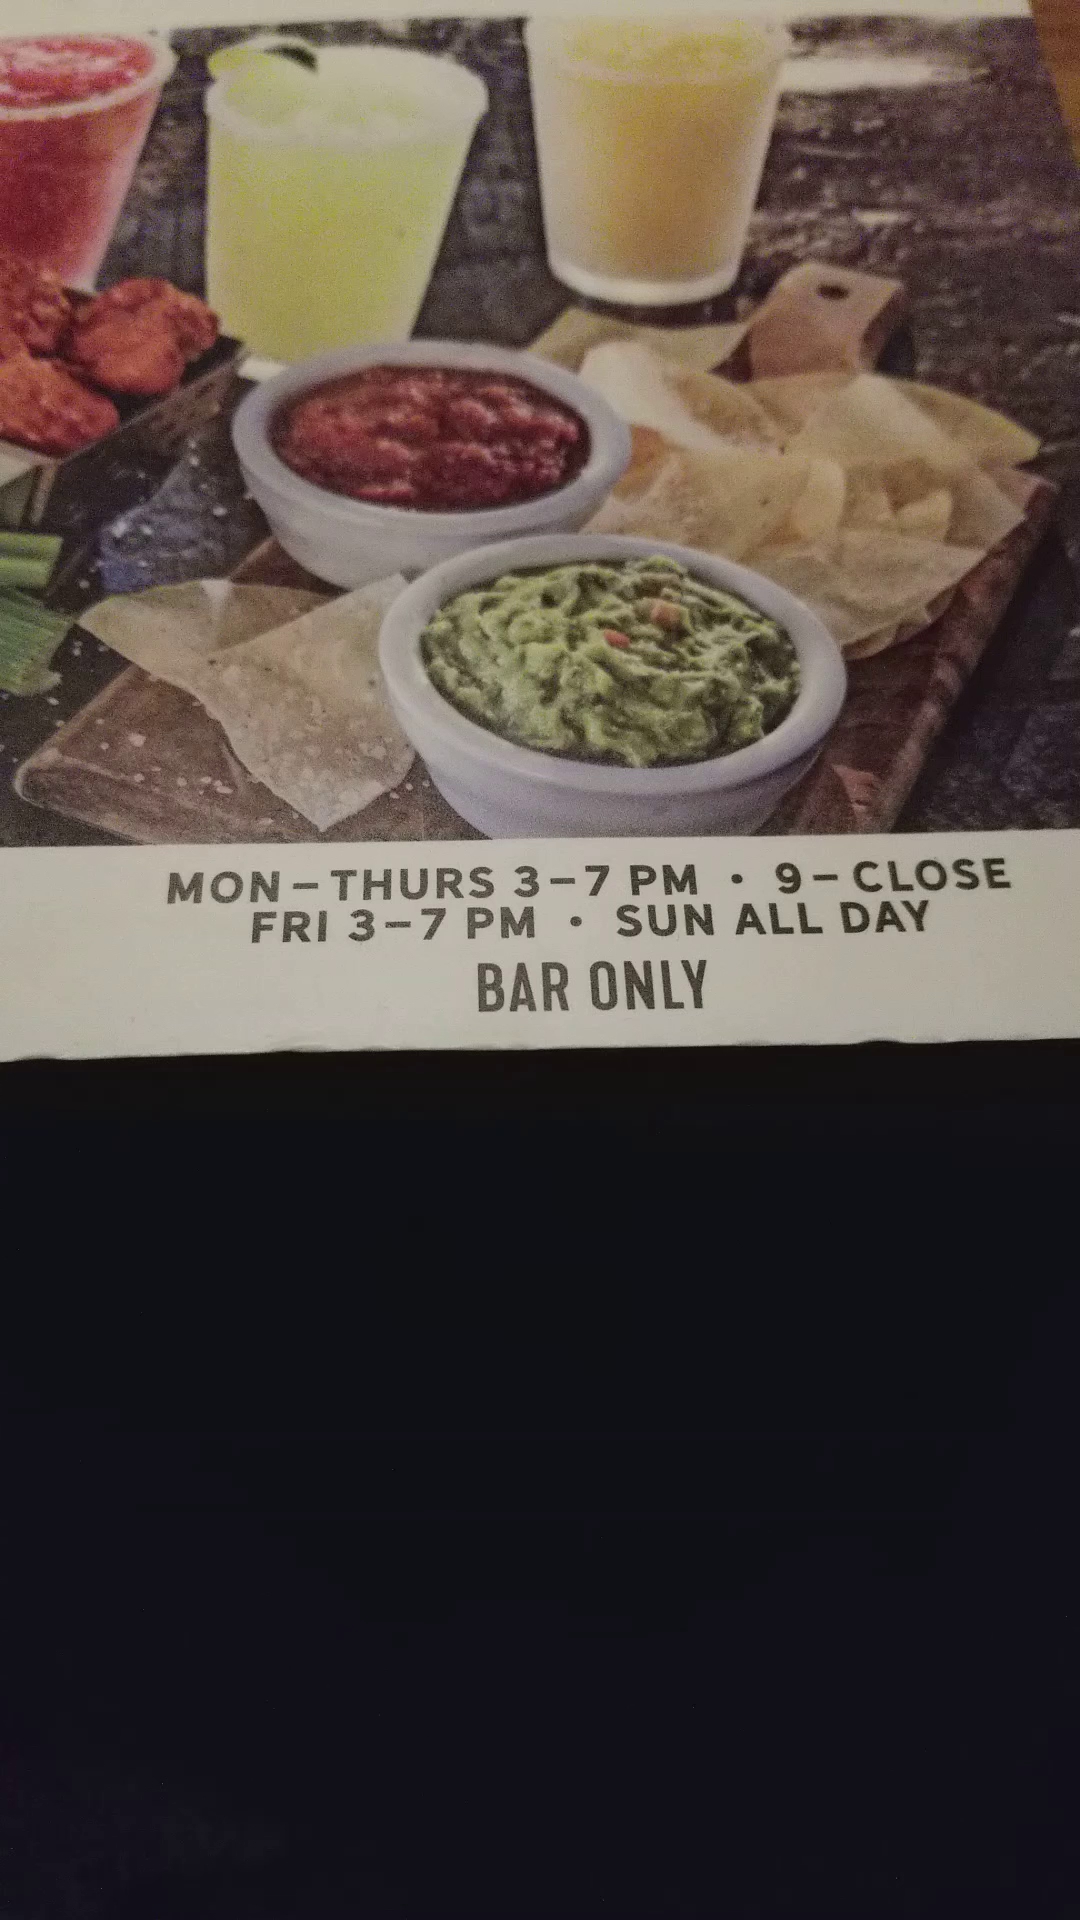 MON–THURS 3–7 PM • 9–CLOSE
FRI 3–7 PM • SUN ALL DAY
BAR ONLY